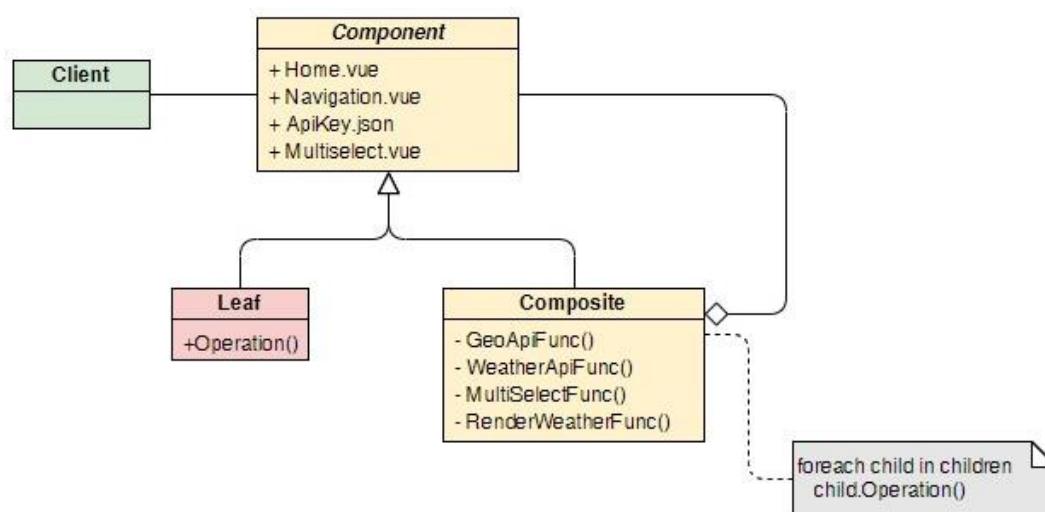 Component
+ Home.vue
+ Navigation.vue
+ ApiKey.json
+ Multiselect.vue
Client
Leaf
+Operation()
Composite
- GeoApiFunc()
- WeatherApiFunc()
- MultiSelectFunc()
- RenderWeatherFunc()
foreach child in children
child.Operation()